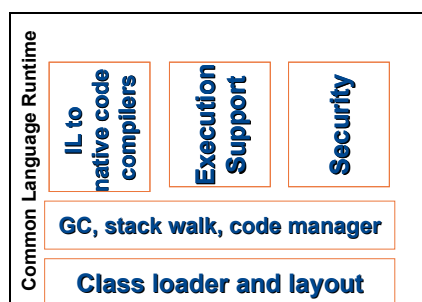 Common Language Runtime
IL to
native code
compilers
Execution
Support
Security
GC, stack walk, code manager
Class loader and layout